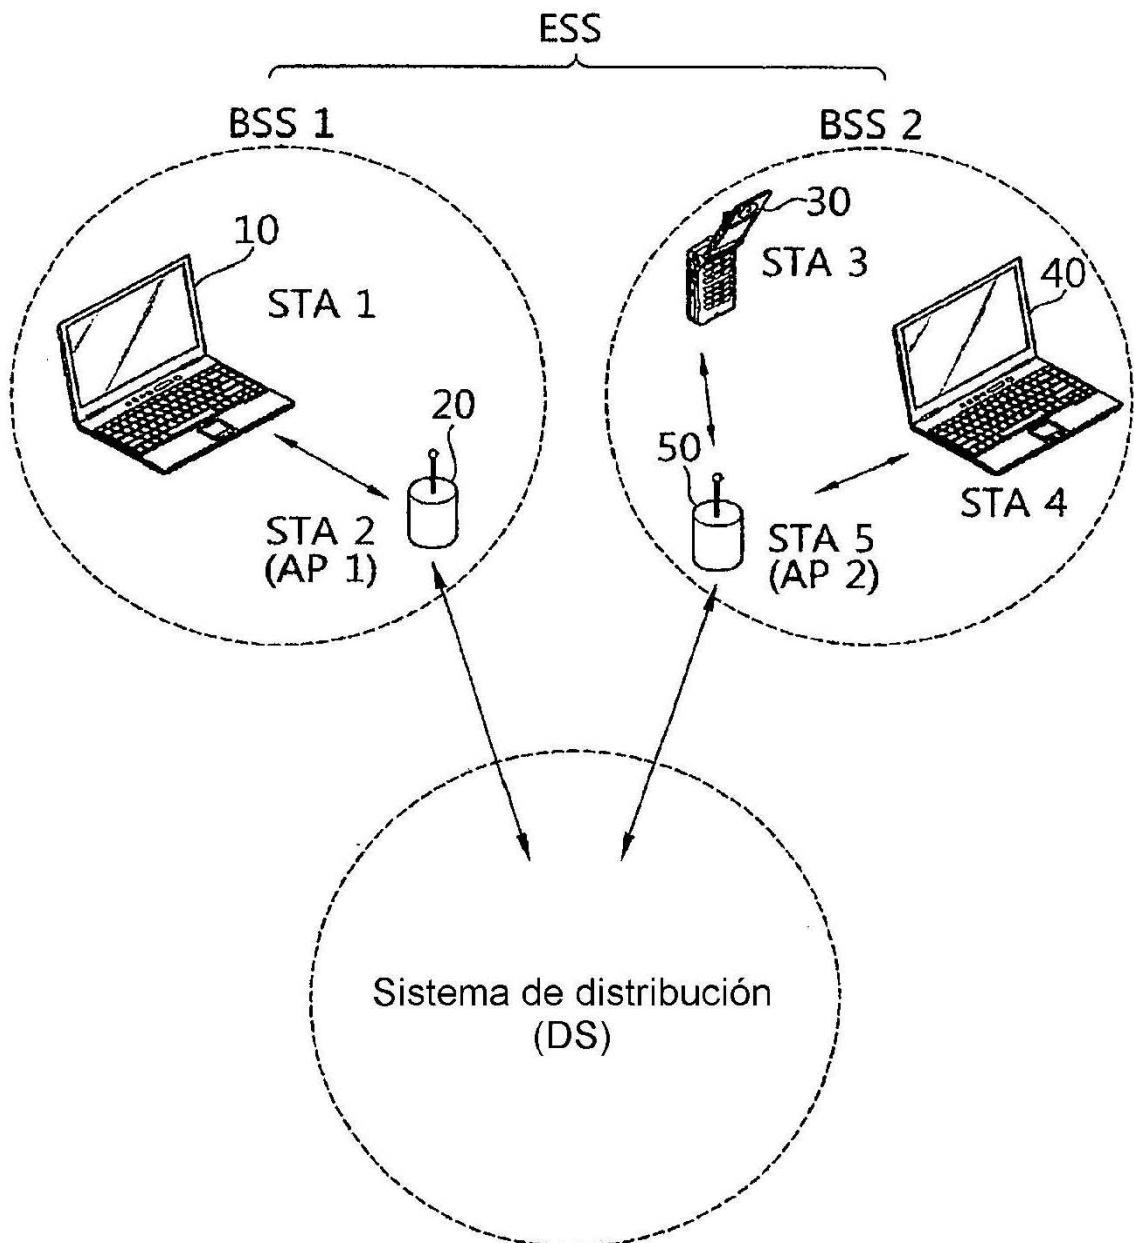 ESS
BSS 1
BSS 2
10
STA 1
20
STA 2
(AP 1)
30
STA 3
40
STA 4
50
STA 5
(AP 2)
Sistema de distribución
(DS)